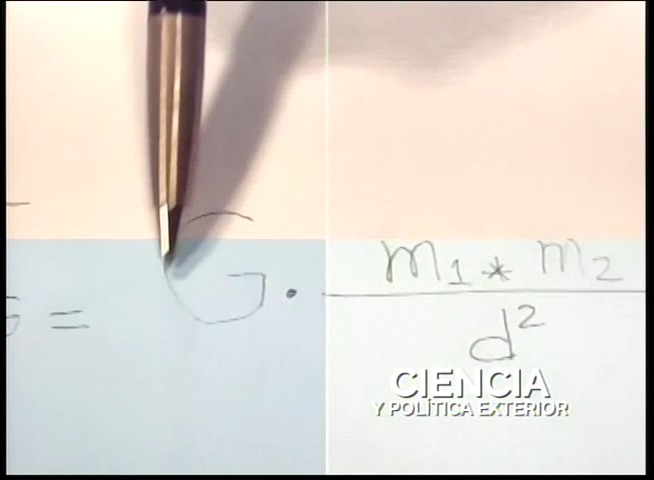 = G · m₁ * m₂
d²
CIENCIA
Y POLÍTICA EXTERIOR